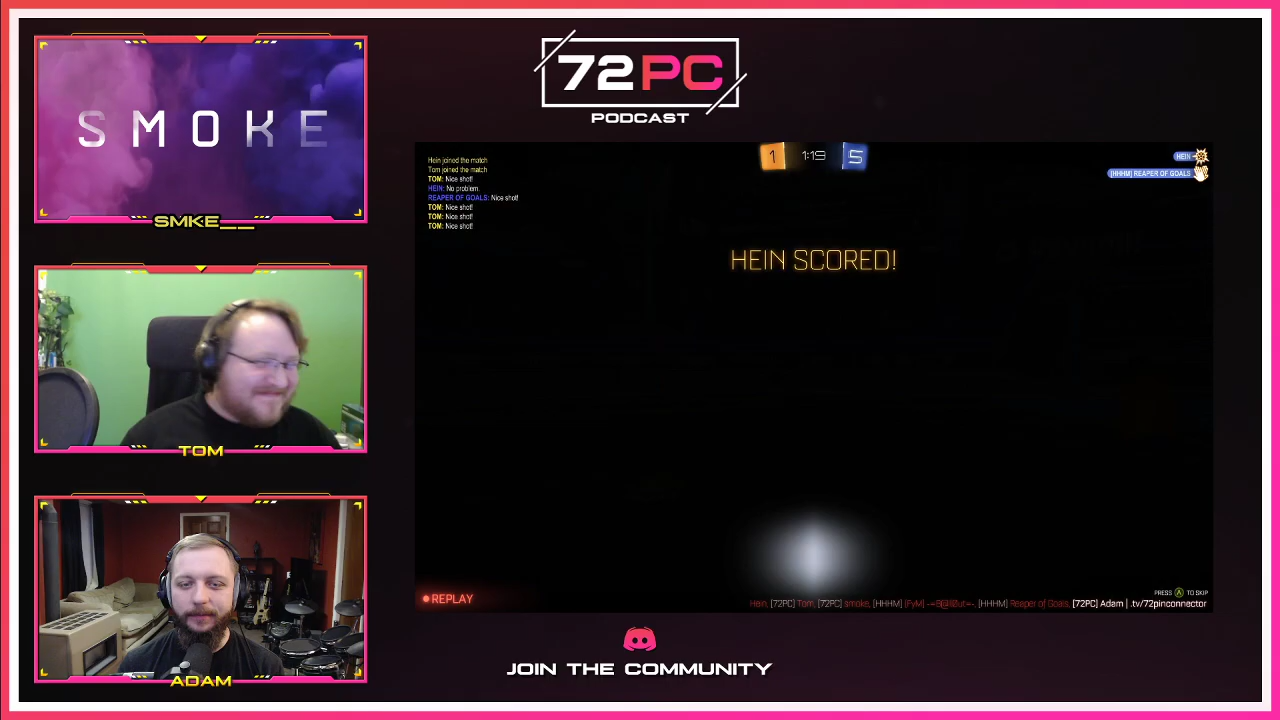 SMOKE
SMKE__
TOM
ADAM
72PC
PODCAST
Hein joined the match
Tom joined the match
TOM: Nice shot!
HEIN: No problem.
REAPER OF GOALS: Nice shot!
TOM: Nice shot!
TOM: Nice shot!
TOM: Nice shot!
1 1:19 5
HEIN
[HHHM] REAPER OF GOALS
HEIN SCORED!
REPLAY
PRESS A TO SKIP
Hein, [72PC] Tom, [72PC] smoke, [HHHM] [HHHM] Reaper of Goals, [72PC] Adam | .tv/72pinconnector
JOIN THE COMMUNITY